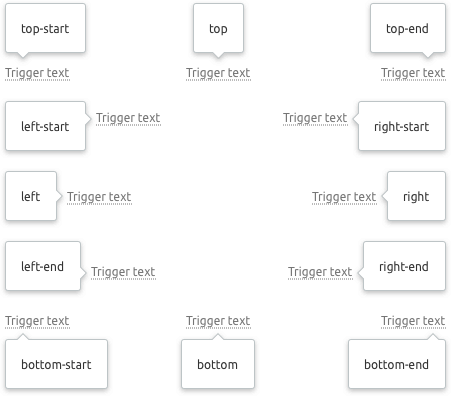 top-start
top
top-end
Trigger text
Trigger text
Trigger text
left-start
Trigger text
Trigger text
right-start
left
Trigger text
Trigger text
right
left-end
Trigger text
Trigger text
right-end
Trigger text
Trigger text
Trigger text
bottom-start
bottom
bottom-end